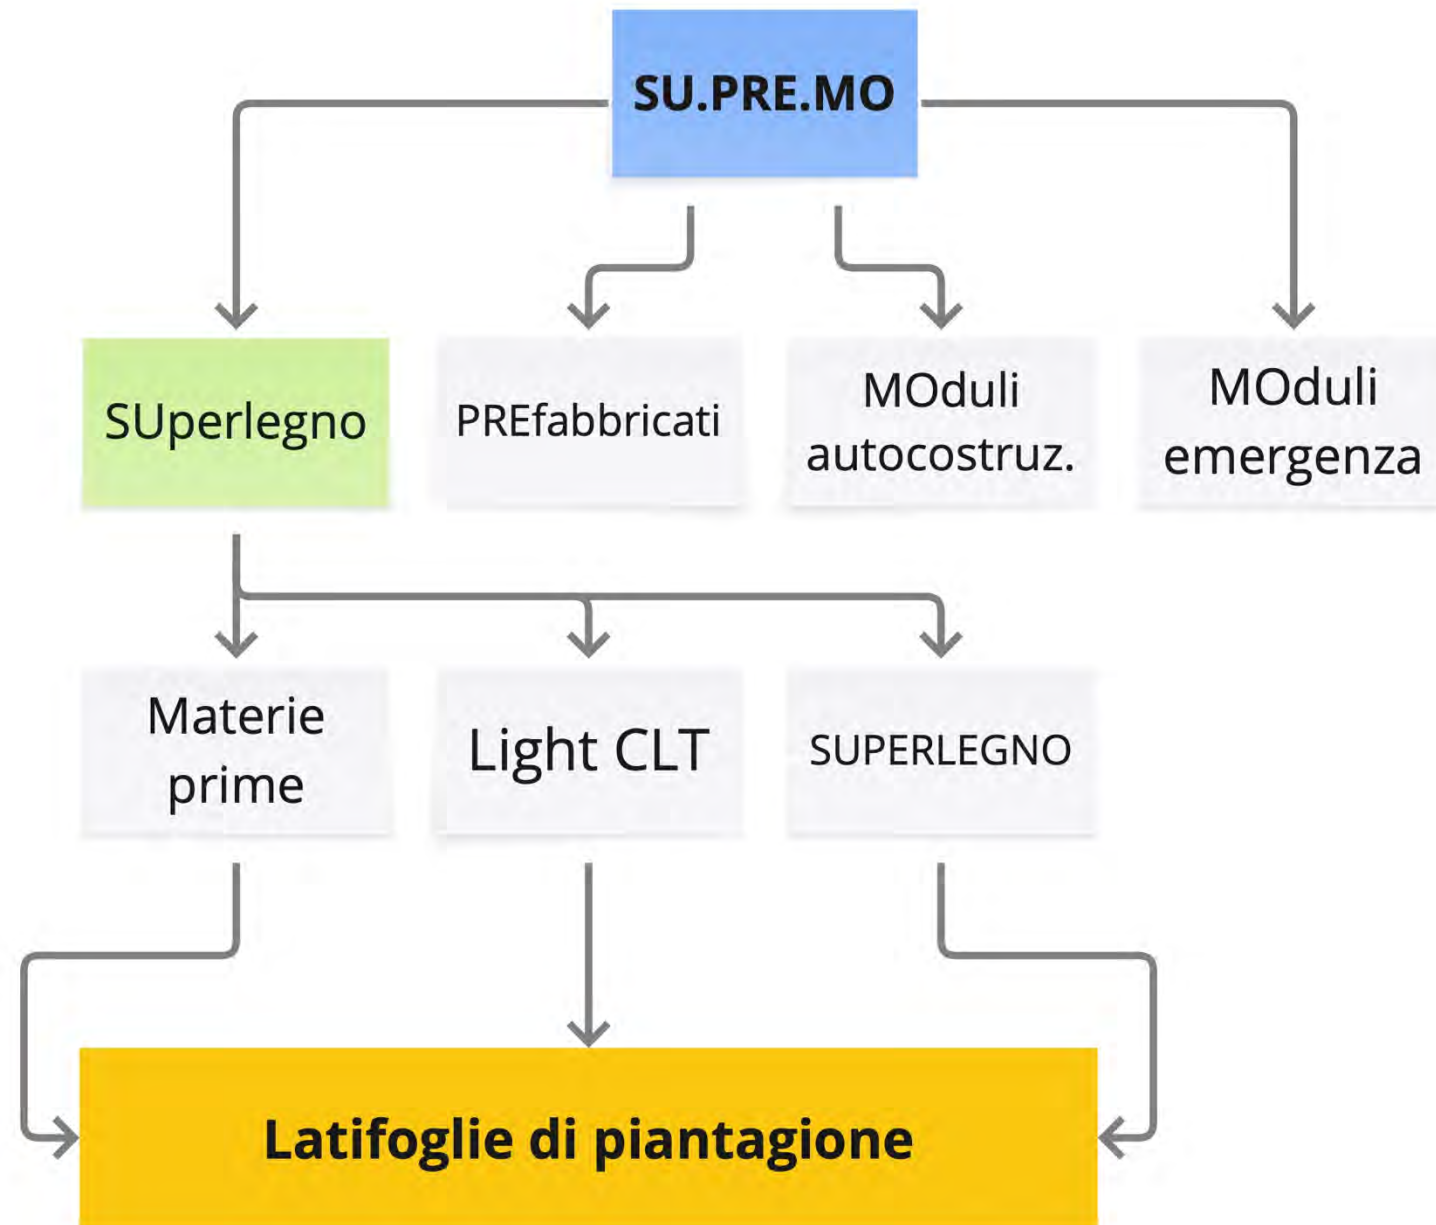 SU.PRE.MO
SUperlegno
PREfabbricati
MOduli
autocostruz.
MOduli
emergenza
Materie
prime
Light CLT
SUPERLEGNO
Latifoglie di piantagione